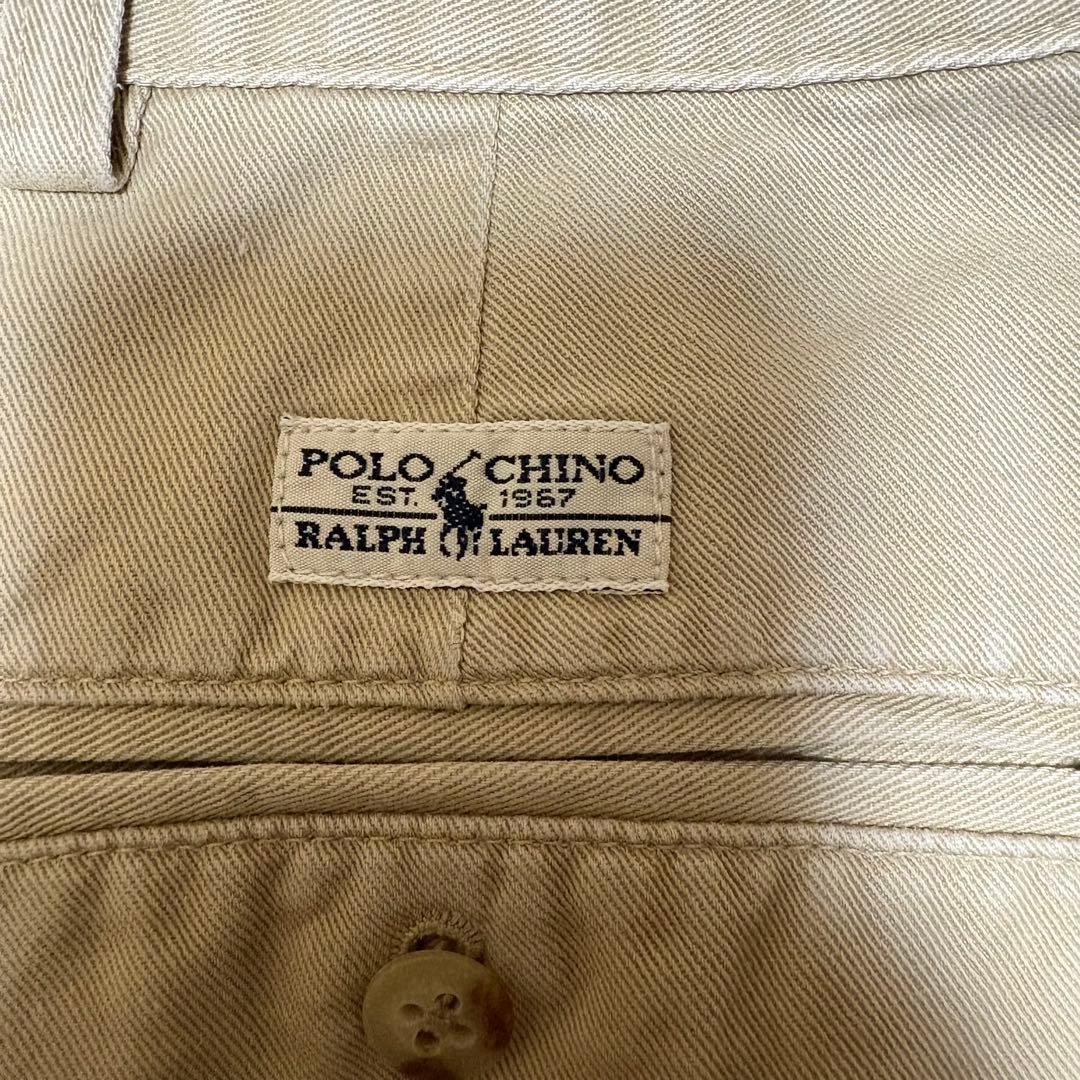 POLO CHINO
EST. 1967
RALPH LAUREN